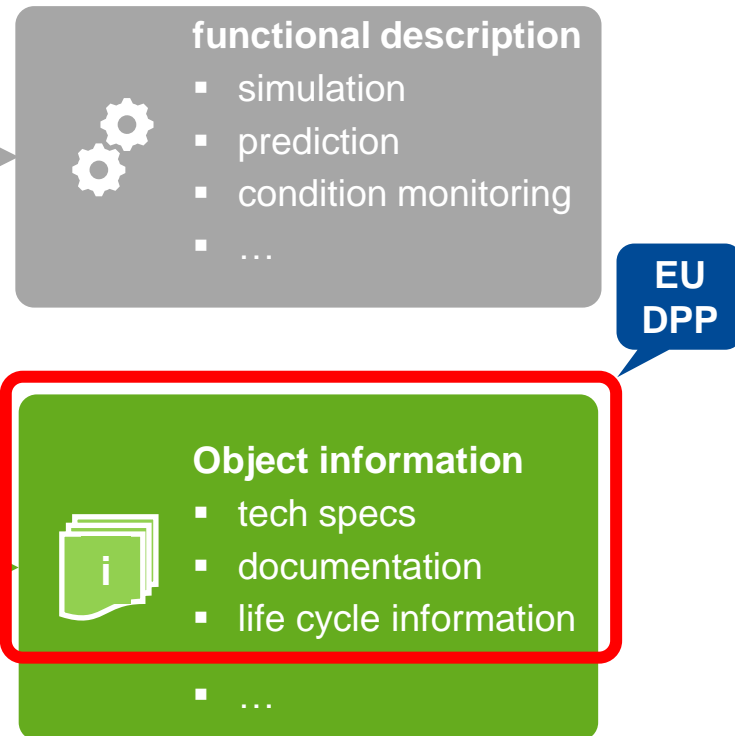 functional description
▪ simulation
▪ prediction
▪ condition monitoring
▪ …
EU
DPP
Object information
▪ tech specs
▪ documentation
▪ life cycle information
▪ …
i